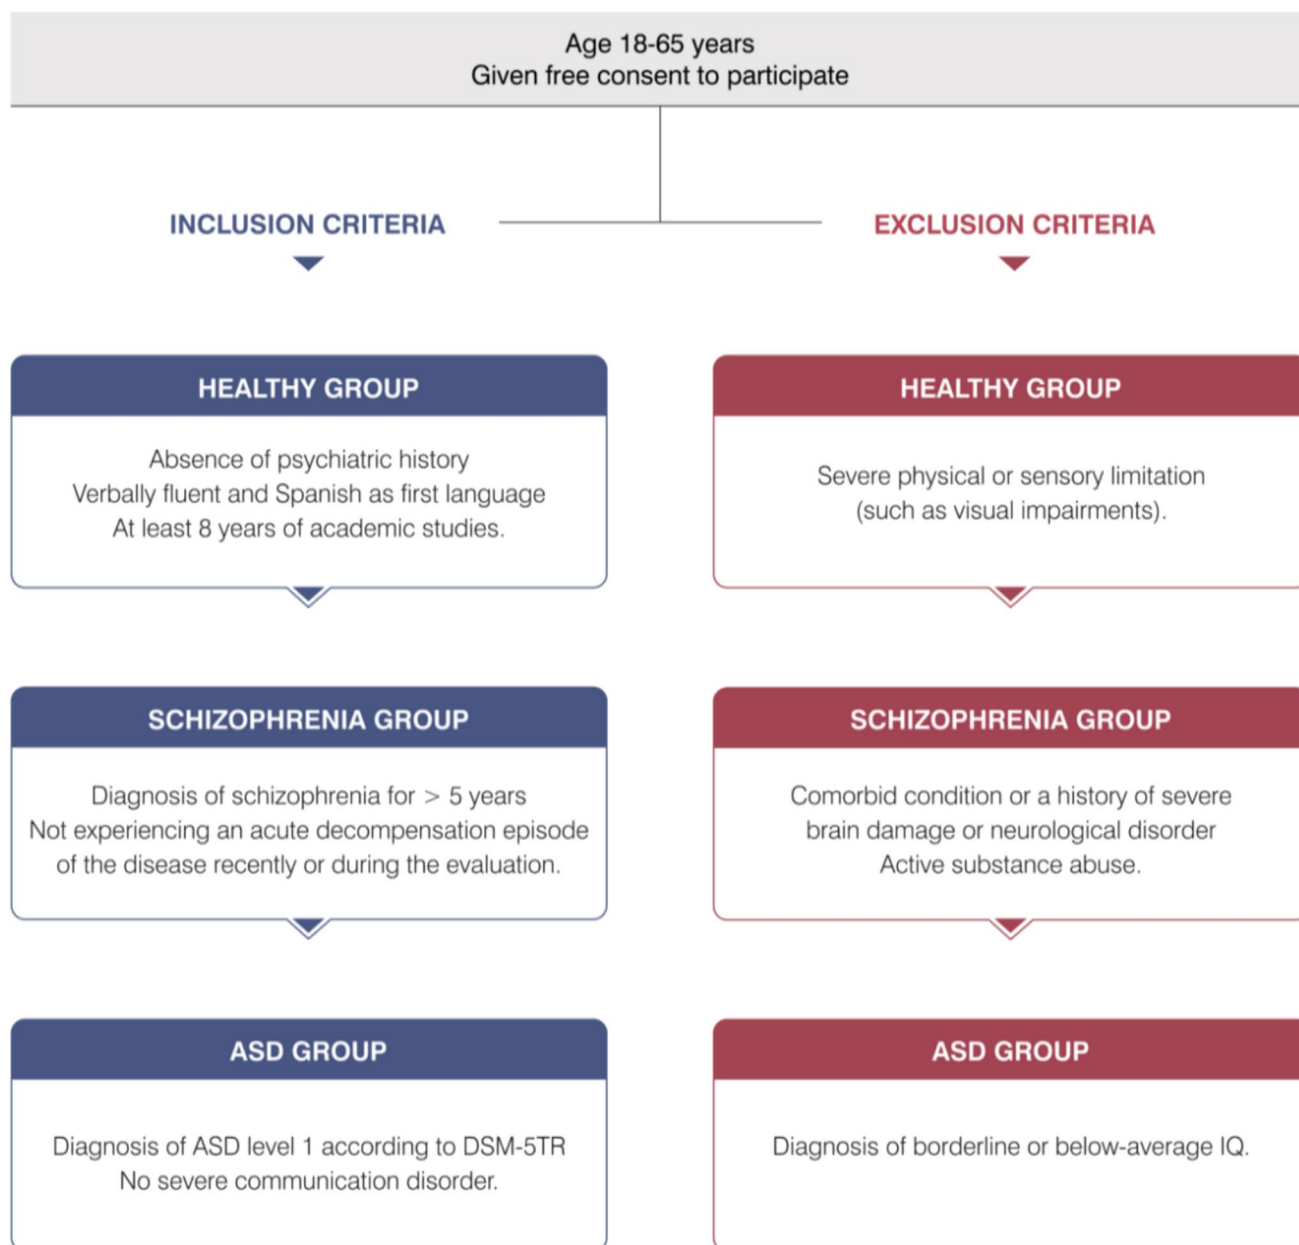 Age 18-65 years
Given free consent to participate
INCLUSION CRITERIA
HEALTHY GROUP
Absence of psychiatric history
Verbally fluent and Spanish as first language
At least 8 years of academic studies.
SCHIZOPHRENIA GROUP
Diagnosis of schizophrenia for > 5 years
Not experiencing an acute decompensation episode
of the disease recently or during the evaluation.
ASD GROUP
Diagnosis of ASD level 1 according to DSM-5TR
No severe communication disorder.
EXCLUSION CRITERIA
HEALTHY GROUP
Severe physical or sensory limitation
(such as visual impairments).
SCHIZOPHRENIA GROUP
Comorbid condition or a history of severe
brain damage or neurological disorder
Active substance abuse.
ASD GROUP
Diagnosis of borderline or below-average IQ.